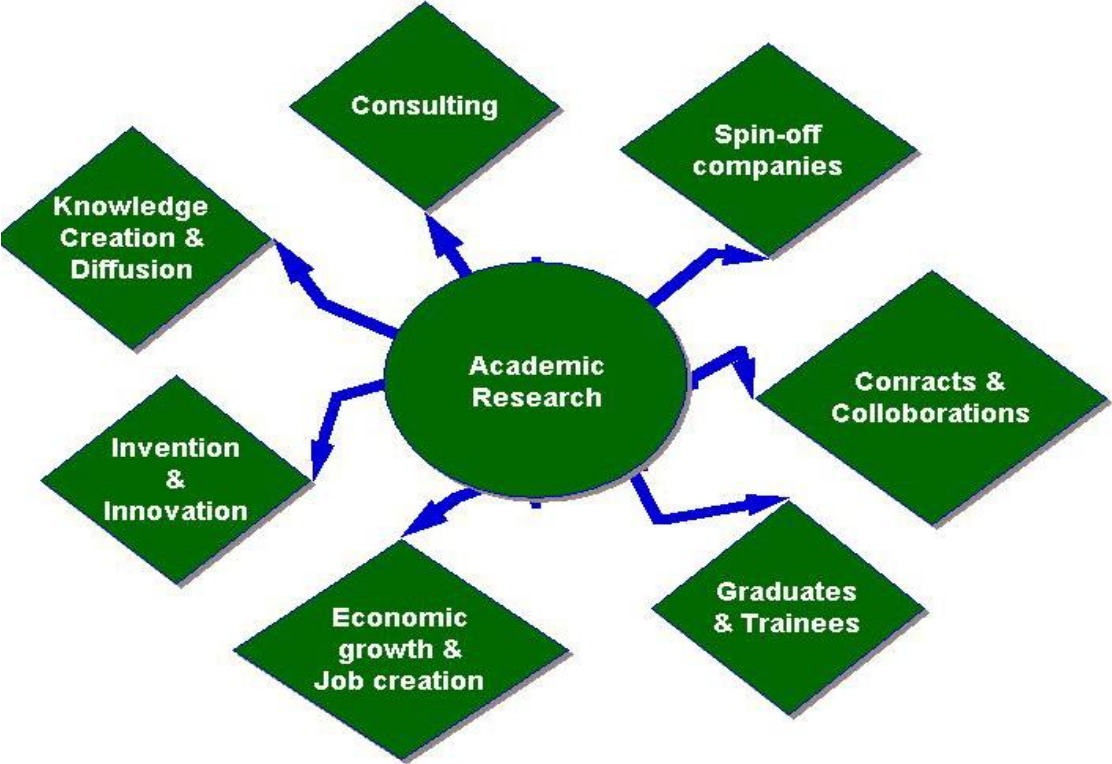 Consulting
Spin-off
companies
Knowledge
Creation &
Diffusion
Academic
Research
Conracts &
Colloborations
Invention
&
Innovation
Graduates
& Trainees
Economic
growth &
Job creation